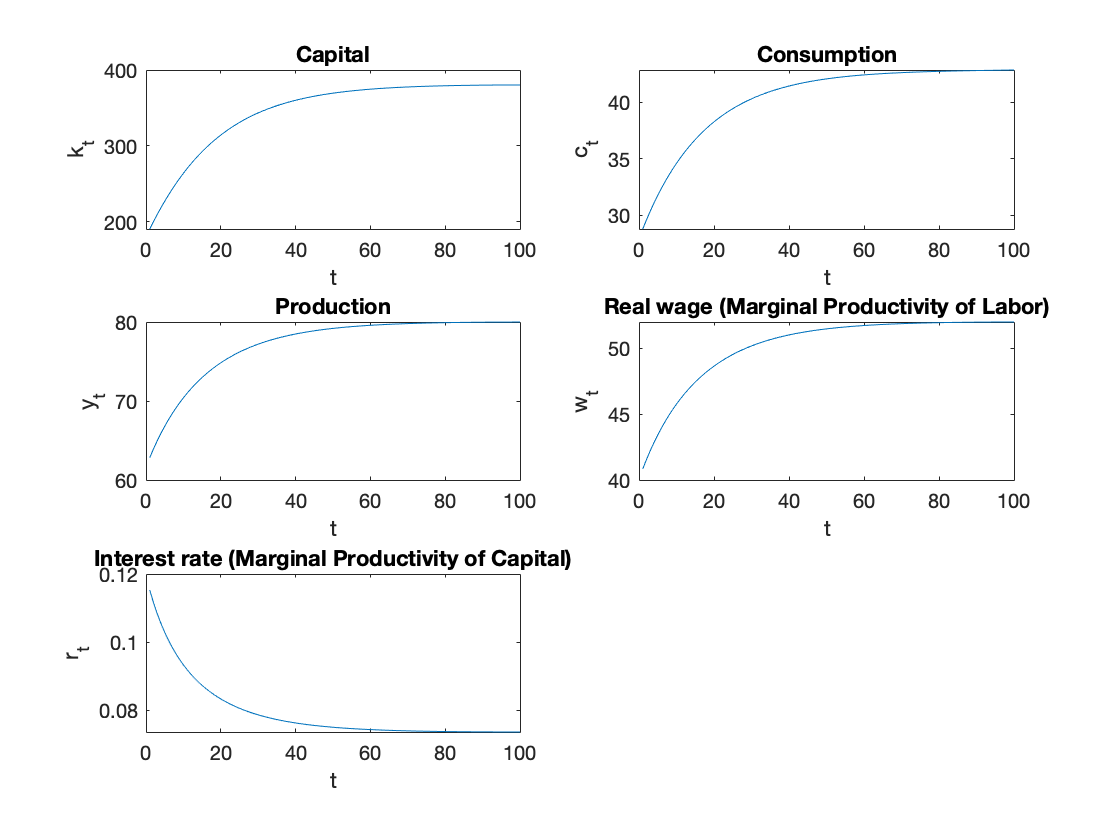 Capital
400
300
200
k_t
0 20 40 60 80 100
t
Consumption
40
35
30
c_t
0 20 40 60 80 100
t
Production
80
70
60
y_t
0 20 40 60 80 100
t
Real wage (Marginal Productivity of Labor)
50
45
40
w_t
0 20 40 60 80 100
t
Interest rate (Marginal Productivity of Capital)
0.12
0.1
0.08
r_t
0 20 40 60 80 100
t